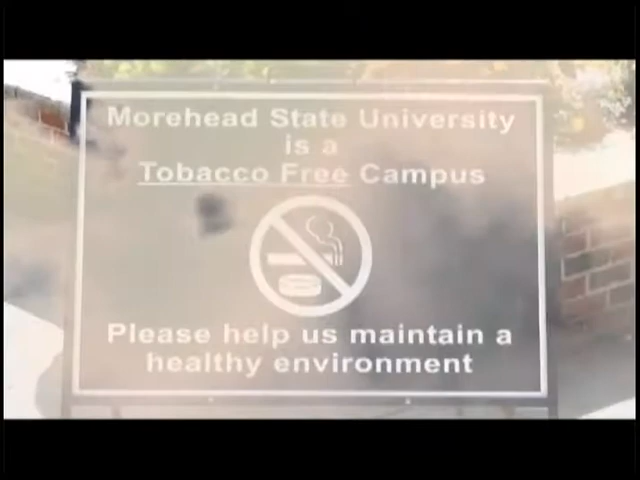 Morehead State University
is a
Tobacco Free Campus
Please help us maintain a
healthy environment